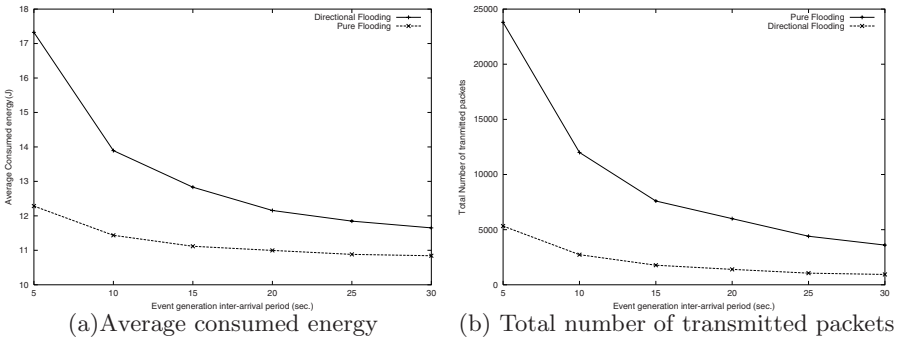 18
17
16
15
14
13
12
11
10
Average Consumed energy(J)
Directional Flooding
Pure Flooding
5 10 15 20 25 30
Event generation inter-arrival period (sec.)
(a)Average consumed energy
25000
20000
15000
10000
5000
0
Total Number of tranmitted packets
Pure Flooding
Directional Flooding
5 10 15 20 25 30
Event generation inter-arrival period (sec.)
(b) Total number of transmitted packets